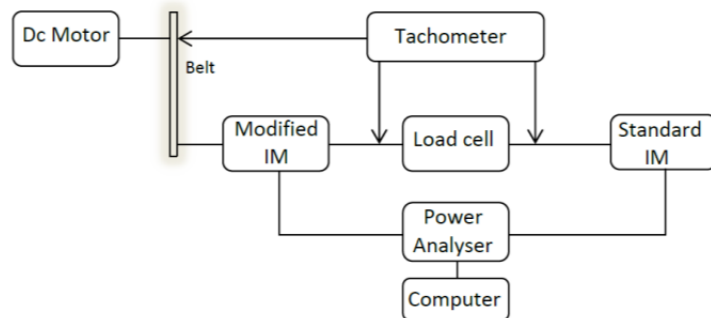 Dc Motor
Tachometer
Belt
Modified
IM
Load cell
Standard
IM
Power
Analyser
Computer